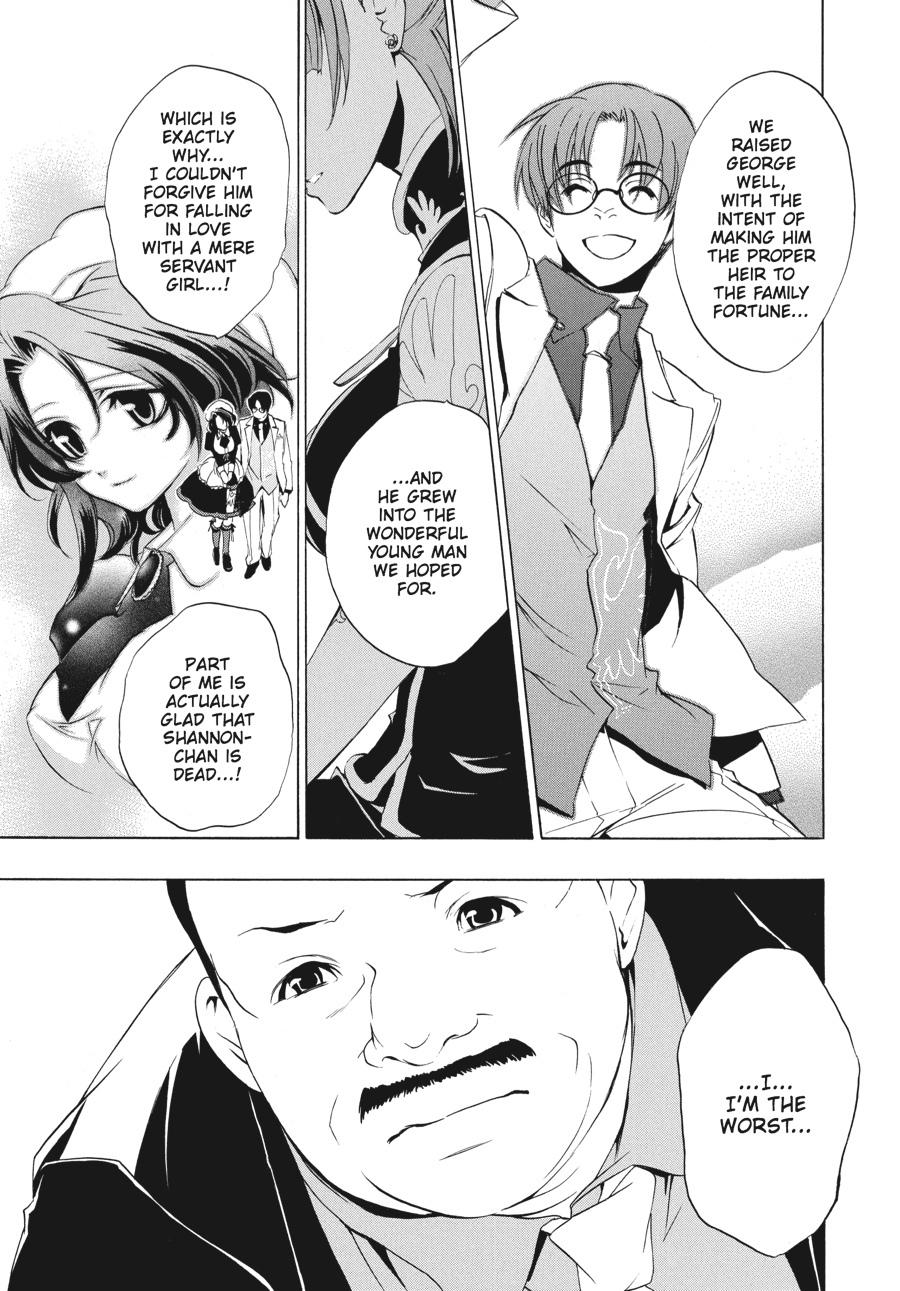 WE
RAISED
GEORGE
WELL,
WITH THE
INTENT OF
MAKING HIM
THE PROPER
HEIR TO
THE FAMILY
FORTUNE...
...AND
HE GREW
INTO THE
WONDERFUL
YOUNG MAN
WE HOPED
FOR.
WHICH IS
EXACTLY
WHY...
I COULDN'T
FORGIVE HIM
FOR FALLING
IN LOVE
WITH A MERE
SERVANT
GIRL...!
PART
OF ME IS
ACTUALLY
GLAD THAT
SHANNON-
CHAN IS
DEAD...!
...I...
I'M THE
WORST...